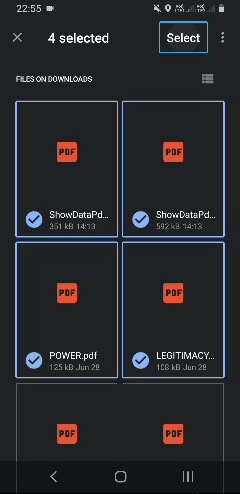 22:55
4 selected
Select
FILES ON DOWNLOADS
PDF
PDF
ShowDataPd...
351 kB 14:13
ShowDataPd...
592 kB 14:13
PDF
PDF
POWER.pdf
125 kB Jun 28
LEGITIMACY...
108 kB Jun 28
PDF
PDF